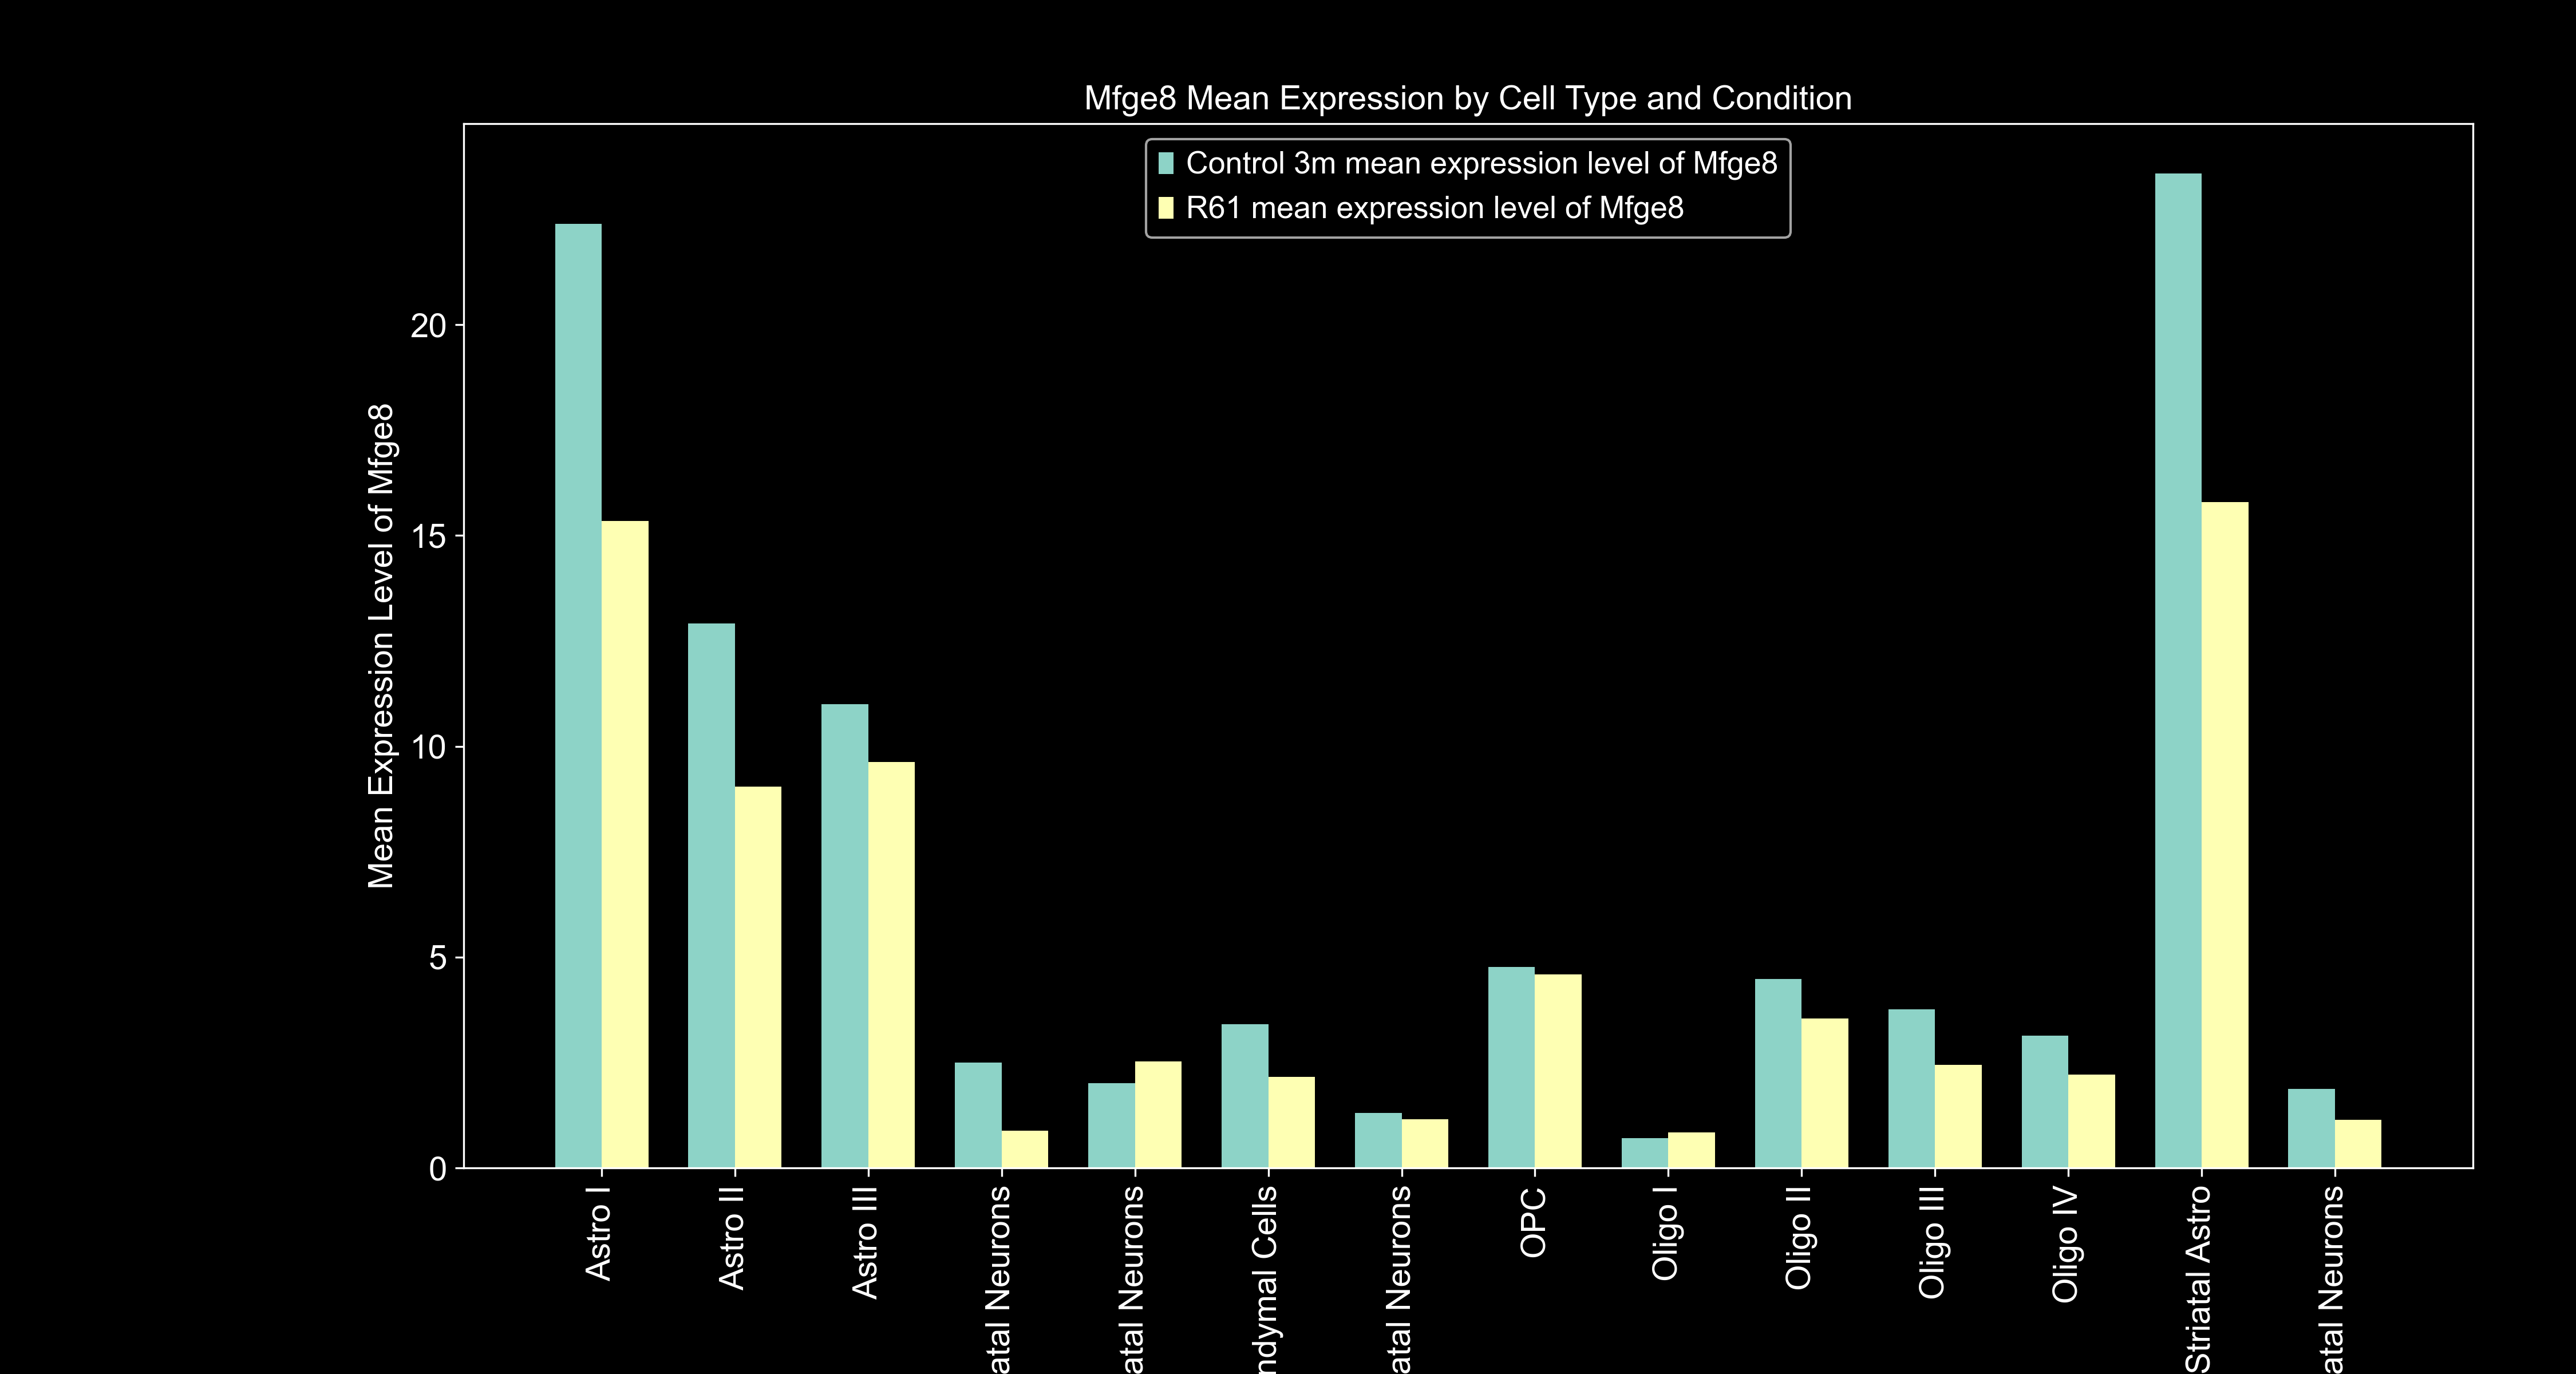 Mfge8 Mean Expression by Cell Type and Condition
Control 3m mean expression level of Mfge8
R61 mean expression level of Mfge8
Mean Expression Level of Mfge8
20
15
10
5
0
Astro I
Astro II
Astro III
atal Neurons
atal Neurons
ndymal Cells
atal Neurons
OPC
Oligo I
Oligo II
Oligo III
Oligo IV
Striatal Astro
atal Neurons